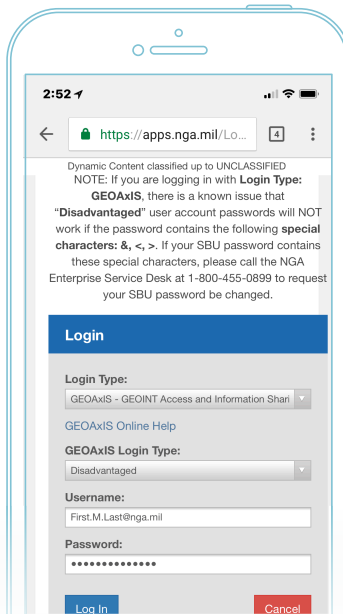 2:52
https://apps.nga.mil/Lo...
4
Dynamic Content classified up to UNCLASSIFIED
NOTE: If you are logging in with Login Type:
GEOAxIS, there is a known issue that
“Disadvantaged” user account passwords will NOT
work if the password contains the following special
characters: &, <, >. If your SBU password contains
these special characters, please call the NGA
Enterprise Service Desk at 1-800-455-0899 to request
your SBU password be changed.
Login
Login Type:
GEOAxIS - GEOINT Access and Information Shari
GEOAxIS Online Help
GEOAxIS Login Type:
Disadvantaged
Username:
First.M.Last@nga.mil
Password:
Log In
Cancel